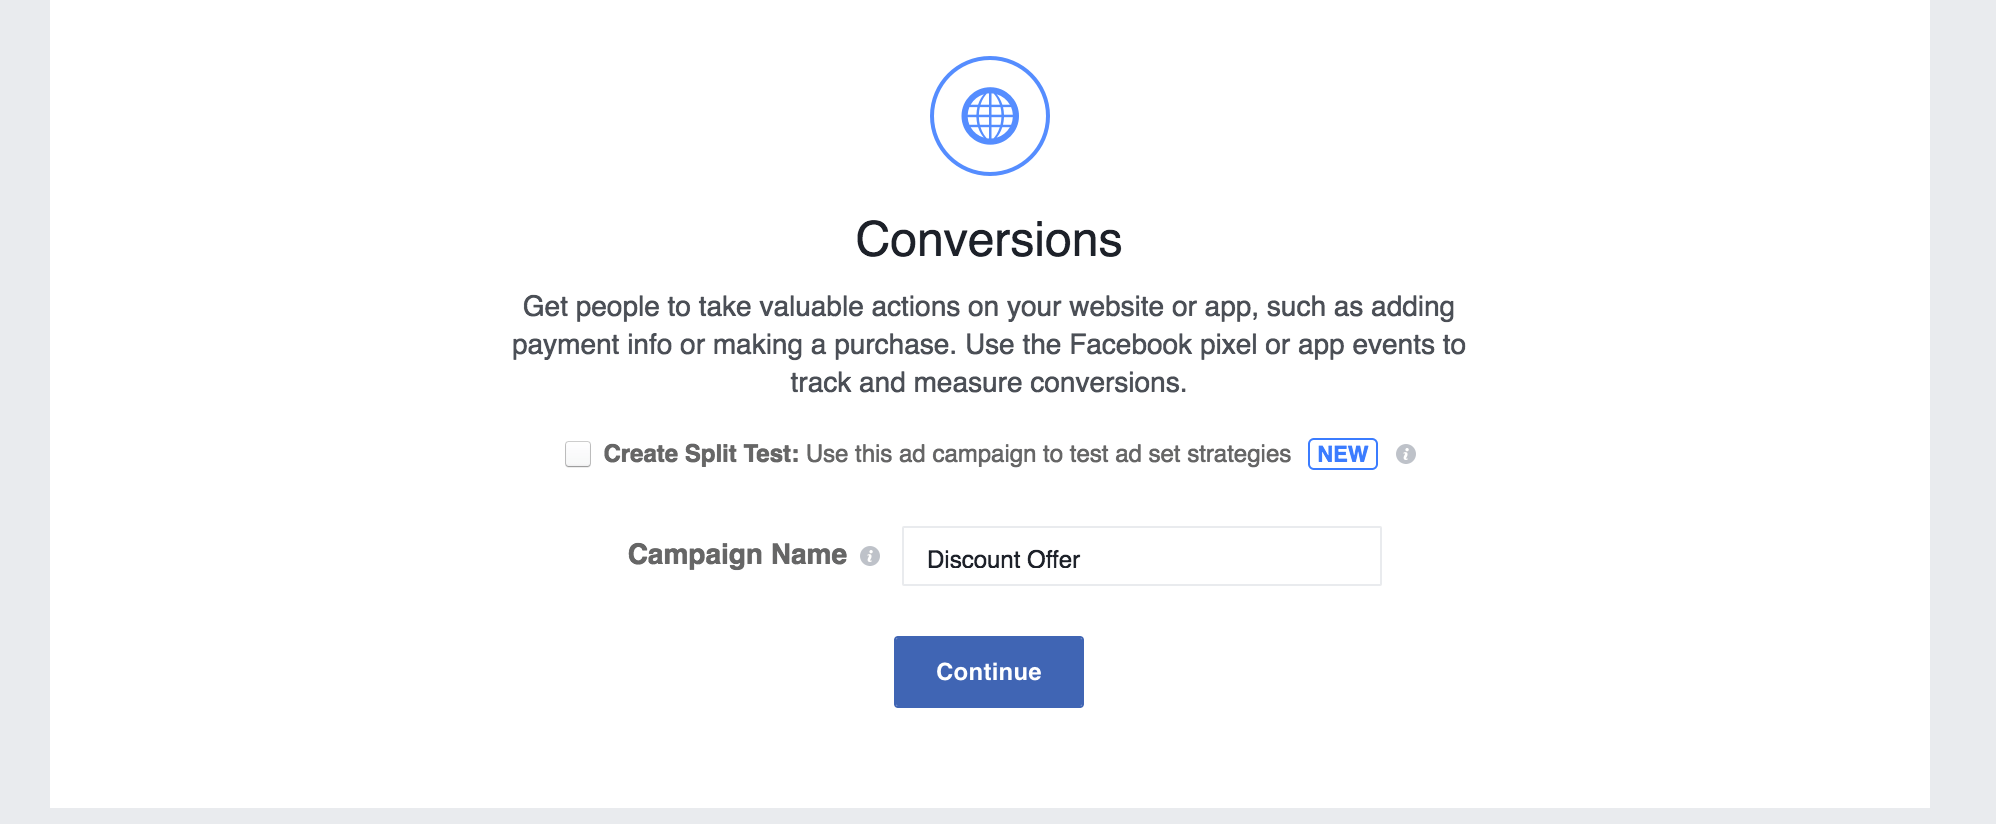 Conversions
Get people to take valuable actions on your website or app, such as adding
payment info or making a purchase. Use the Facebook pixel or app events to
track and measure conversions.
Create Split Test: Use this ad campaign to test ad set strategies NEW i
Campaign Name i Discount Offer
Continue